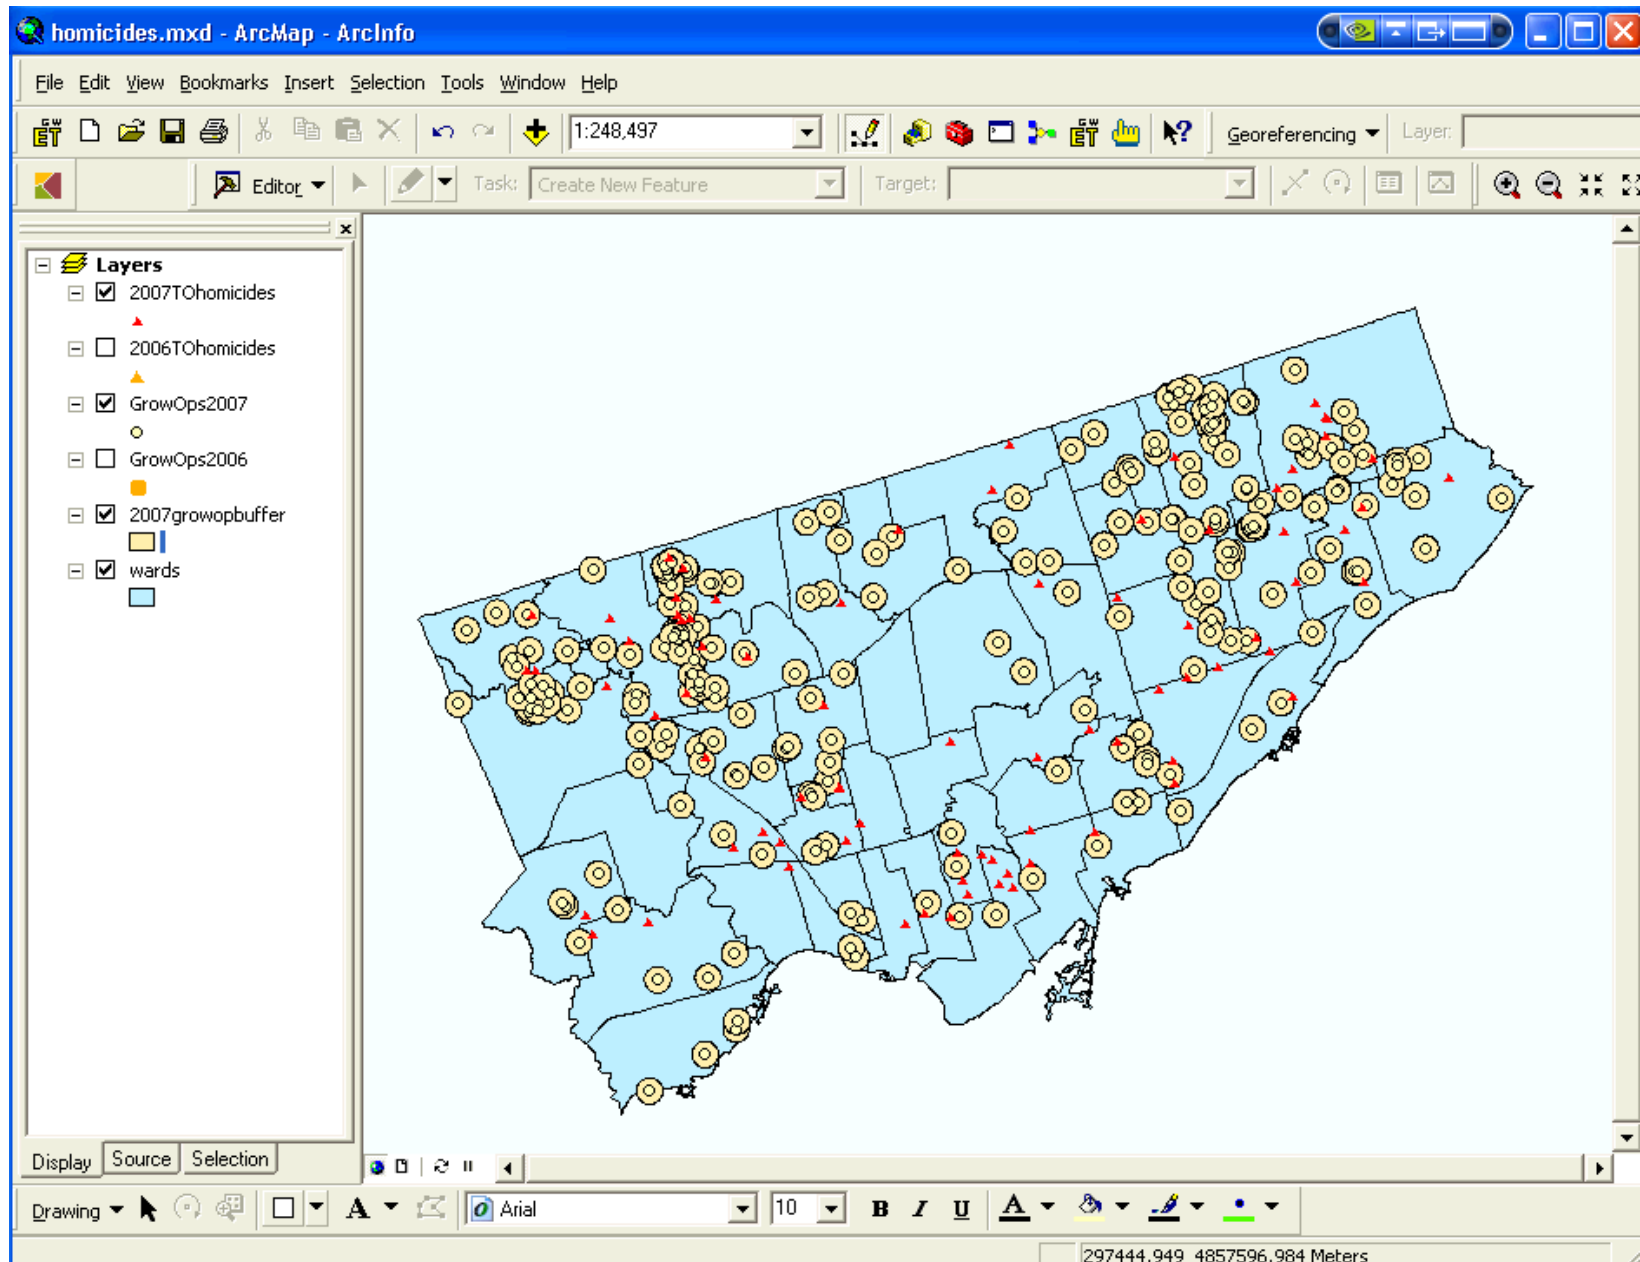 homicides.mxd - ArcMap - ArcInfo
File Edit View Bookmarks Insert Selection Tools Window Help
1:248,497 Georeferencing Layer:
Editor Task: Create New Feature Target:
Layers
2007TOhomicides
2006TOhomicides
GrowOps2007
GrowOps2006
2007growopbuffer
wards
Display Source Selection
Drawing A Arial 10 B I U A
297444.949 4857596.984 Meters